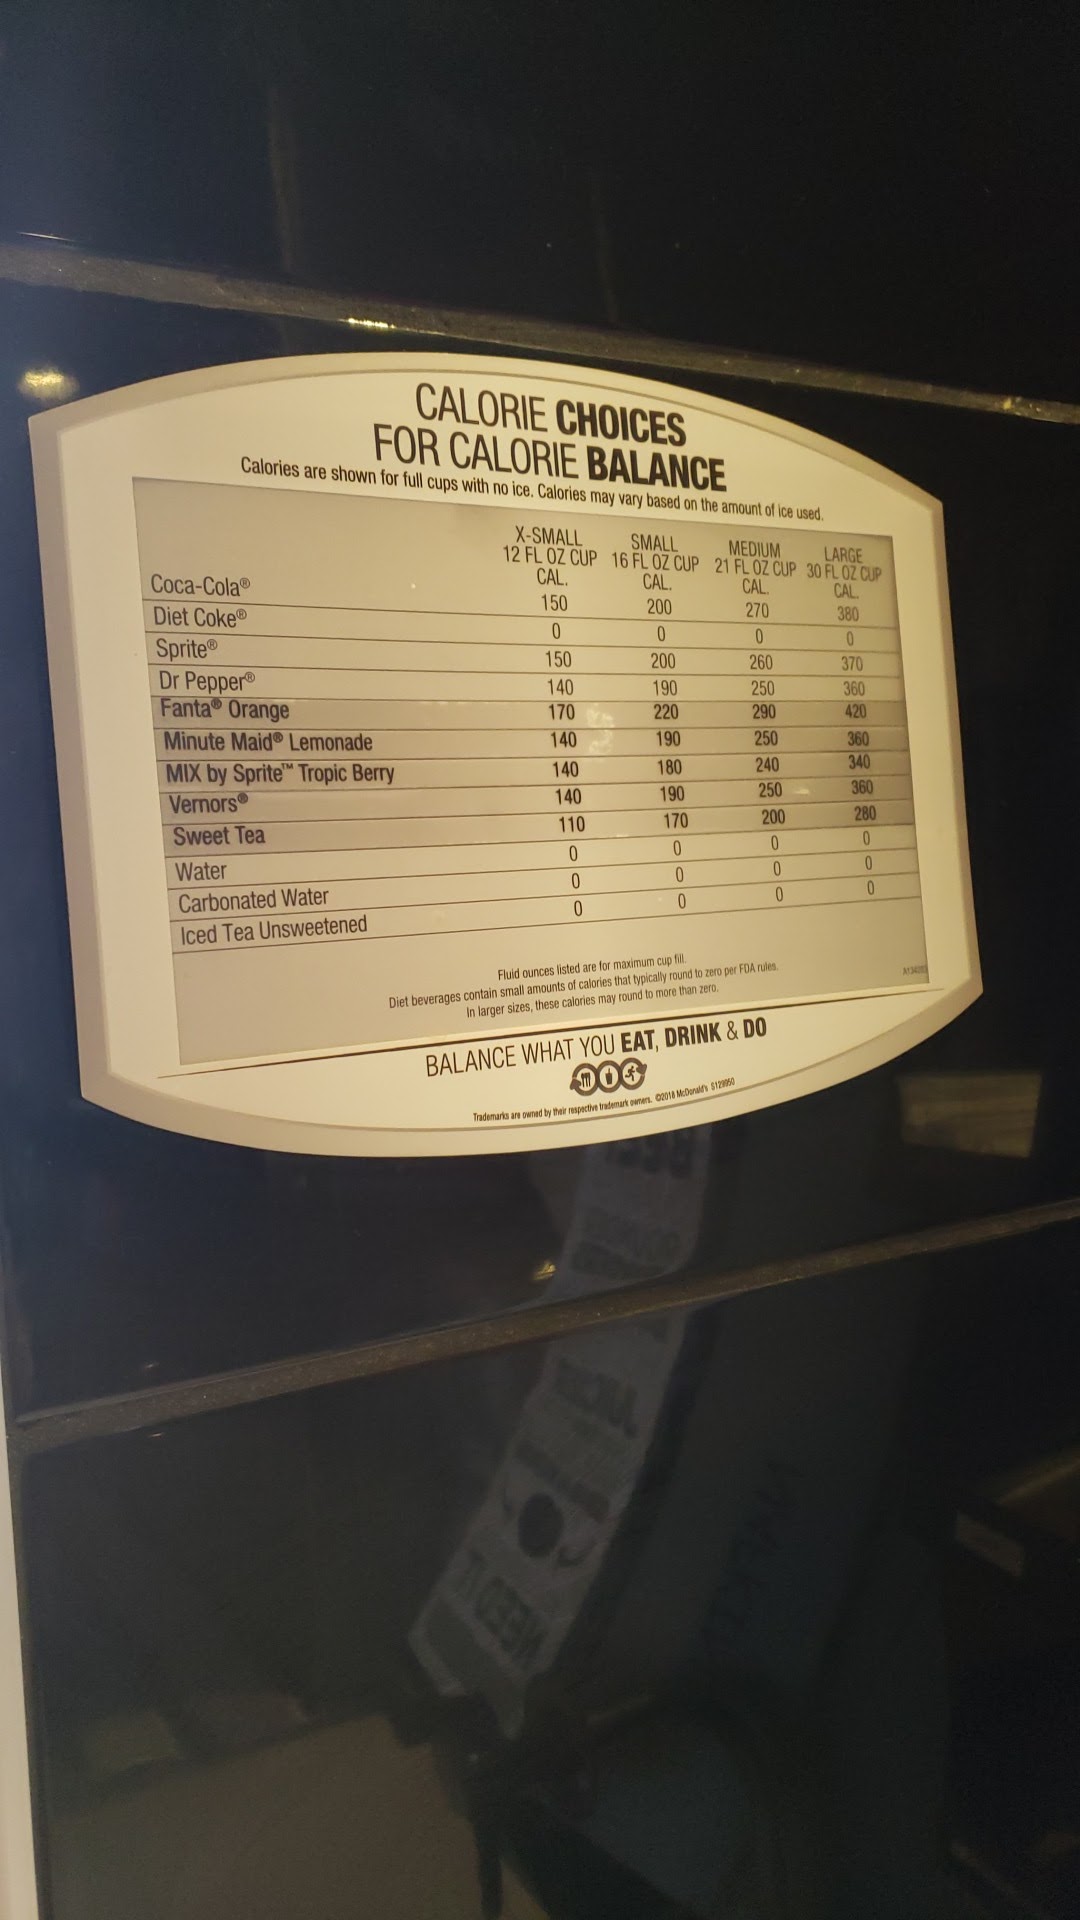 CALORIE CHOICES
FOR CALORIE BALANCE
Calories are shown for full cups with no ice. Calories may vary based on the amount of ice used.
X-SMALL SMALL MEDIUM LARGE
12 FL OZ CUP 16 FL OZ CUP 21 FL OZ CUP 30 FL OZ CUP
CAL. CAL. CAL. CAL.
Coca-Cola® 150 200 270 380
Diet Coke® 0 0 0 0
Sprite® 150 200 260 370
Dr Pepper® 140 190 250 360
Fanta® Orange 170 220 290 420
Minute Maid® Lemonade 140 190 250 360
MIX by Sprite™ Tropic Berry 140 180 240 340
Vernors® 140 190 250 360
Sweet Tea 110 170 200 280
Water 0 0 0 0
Carbonated Water 0 0 0 0
Iced Tea Unsweetened 0 0 0 0
Fluid ounces listed are for maximum cup fill.
Diet beverages contain small amounts of calories that typically round to zero per FDA rules.
In larger sizes, these calories may round to more than zero.
BALANCE WHAT YOU EAT, DRINK & DO
Trademarks are owned by their respective trademark owners. ©2018 McDonald's
NEED IT